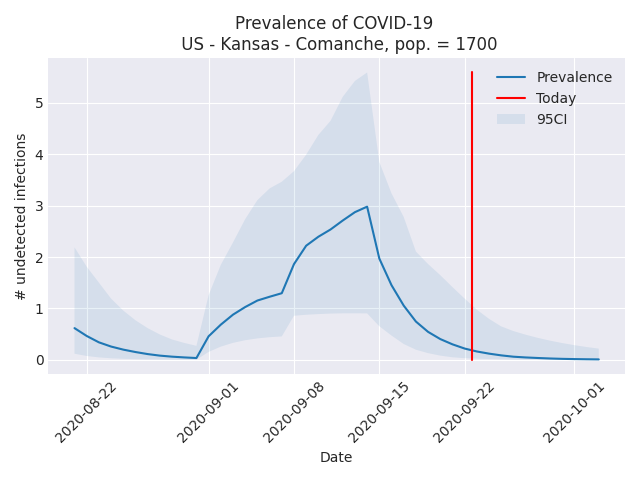 Prevalence of COVID-19
US - Kansas - Comanche, pop. = 1700
Prevalence
Today
95CI
# undetected infections
5
4
3
2
1
0
2020-08-22
2020-09-01
2020-09-08
2020-09-15
2020-09-22
2020-10-01
Date